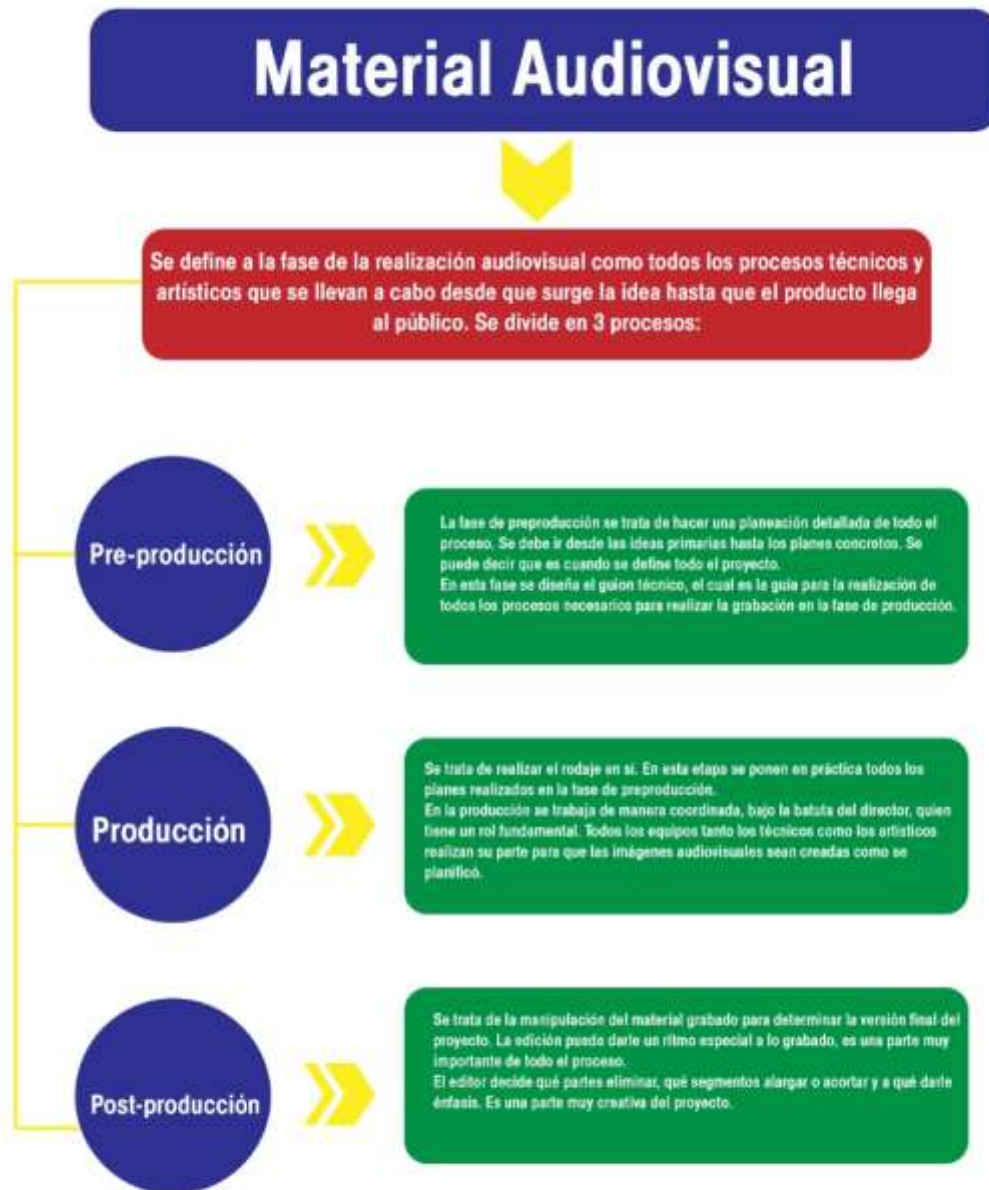 Material Audiovisual
Se define a la fase de la realización audiovisual como todos los procesos técnicos y
artísticos que se llevan a cabo desde que surge la idea hasta que el producto llega
al público. Se divide en 3 procesos:
Pre-producción
La fase de preproducción se trata de hacer una planeación detallada de todo el
proceso. Se debe ir desde las ideas primarias hasta los planes concretos. Se
puede decir que es cuando se define todo el proyecto.
En esta fase se diseña el guion técnico, el cual es la guía para la realización de
todos los procesos necesarios para realizar la grabación en la fase de producción.
Producción
Se trata de realizar el rodaje en sí. En esta etapa se ponen en práctica todos los
planes realizados en la fase de preproducción.
En la producción se trabaja de manera coordinada, bajo la batuta del director, quien
tiene un rol fundamental. Todos los equipos tanto los técnicos como los artísticos
realizan su parte para que las imágenes audiovisuales sean creadas como se
planificó.
Post-producción
Se trata de la manipulación del material grabado para determinar la versión final del
proyecto. La edición puede darle un ritmo especial a lo grabado, es una parte muy
importante de todo el proceso.
El editor decide qué partes eliminar, qué segmentos alargar o acortar y a qué darle
énfasis. Es una parte muy creativa del proyecto.